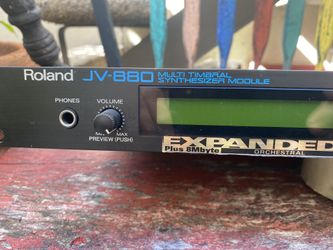 Roland JV-880 MULTI TIMBRAL
SYNTHESIZER MODULE
PHONES VOLUME
MIN MAX
PREVIEW (PUSH)
EXPANDED
Plus 8Mbyte ORCHESTRAL